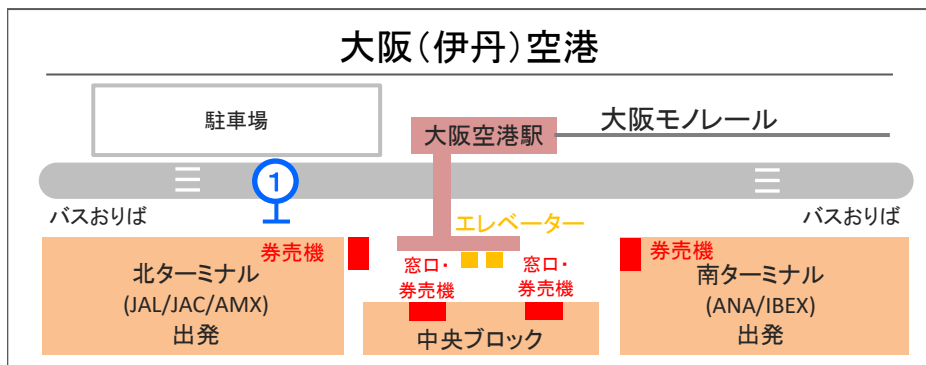 大阪(伊丹)空港
駐車場
大阪空港駅
大阪モノレール
1
バスおりば
エレベーター
バスおりば
券売機
北ターミナル
(JAL/JAC/AMX)
出発
窓口・
券売機
窓口・
券売機
中央ブロック
券売機
南ターミナル
(ANA/IBEX)
出発